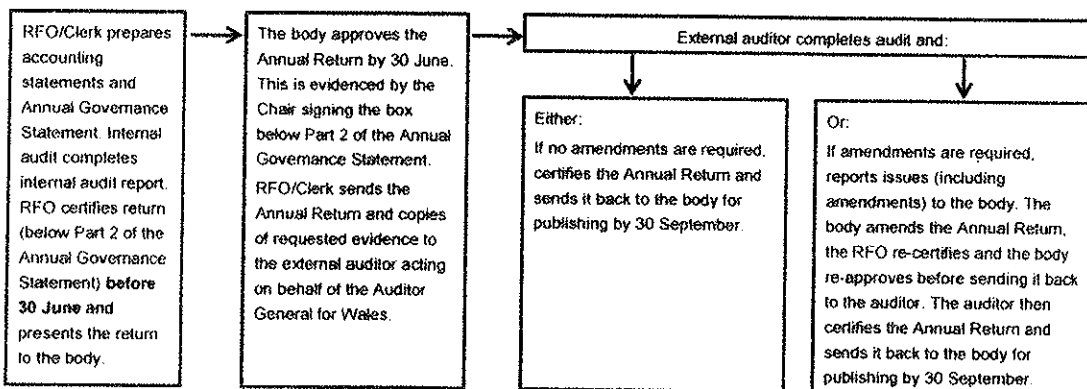 RFO/Clerk prepares
accounting
statements and
Annual Governance
Statement. Internal
audit completes
internal audit report.
RFO certifies return
(below Part 2 of the
Annual Governance
Statement) before
30 June and
presents the return
to the body.
The body approves the
Annual Return by 30 June.
This is evidenced by the
Chair signing the box
below Part 2 of the Annual
Governance Statement.
RFO/Clerk sends the
Annual Return and copies
of requested evidence to
the external auditor acting
on behalf of the Auditor
General for Wales.
External auditor completes audit and:
Either:
If no amendments are required,
certifies the Annual Return and
sends it back to the body for
publishing by 30 September.
Or:
If amendments are required,
reports issues (including
amendments) to the body. The
body amends the Annual Return,
the RFO re-certifies and the body
re-approves before sending it back
to the auditor. The auditor then
certifies the Annual Return and
sends it back to the body for
publishing by 30 September.